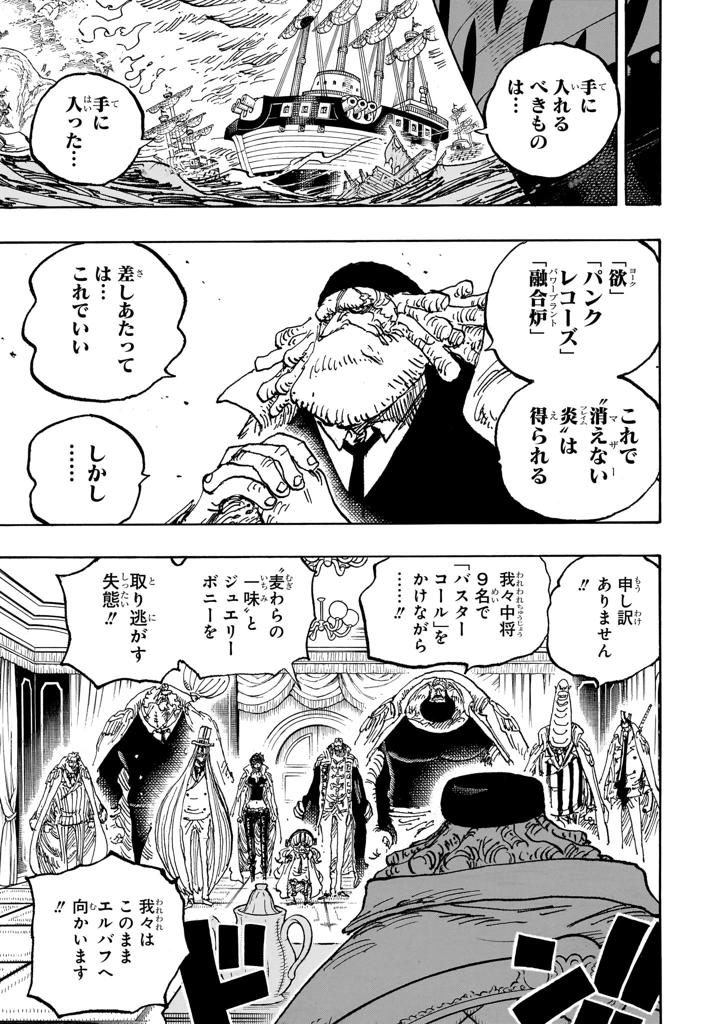 手に
入れる
べきもの
は…
手に
入った…
「欲」
「パンク
レコーズ」
「融合炉」
これで
“消えない
炎”は
得られる
差しあたって
は…
これでいい
しかし
……
申し訳
ありません
!!
我々中将
9名で
「バスター
コール」を
かけながら
……!!
“麦わらの
一味”と
ジュエリー
ボニーを
取り逃がす
失態!!
我々は
このまま
エルバフへ
向かいます
!!
ドド